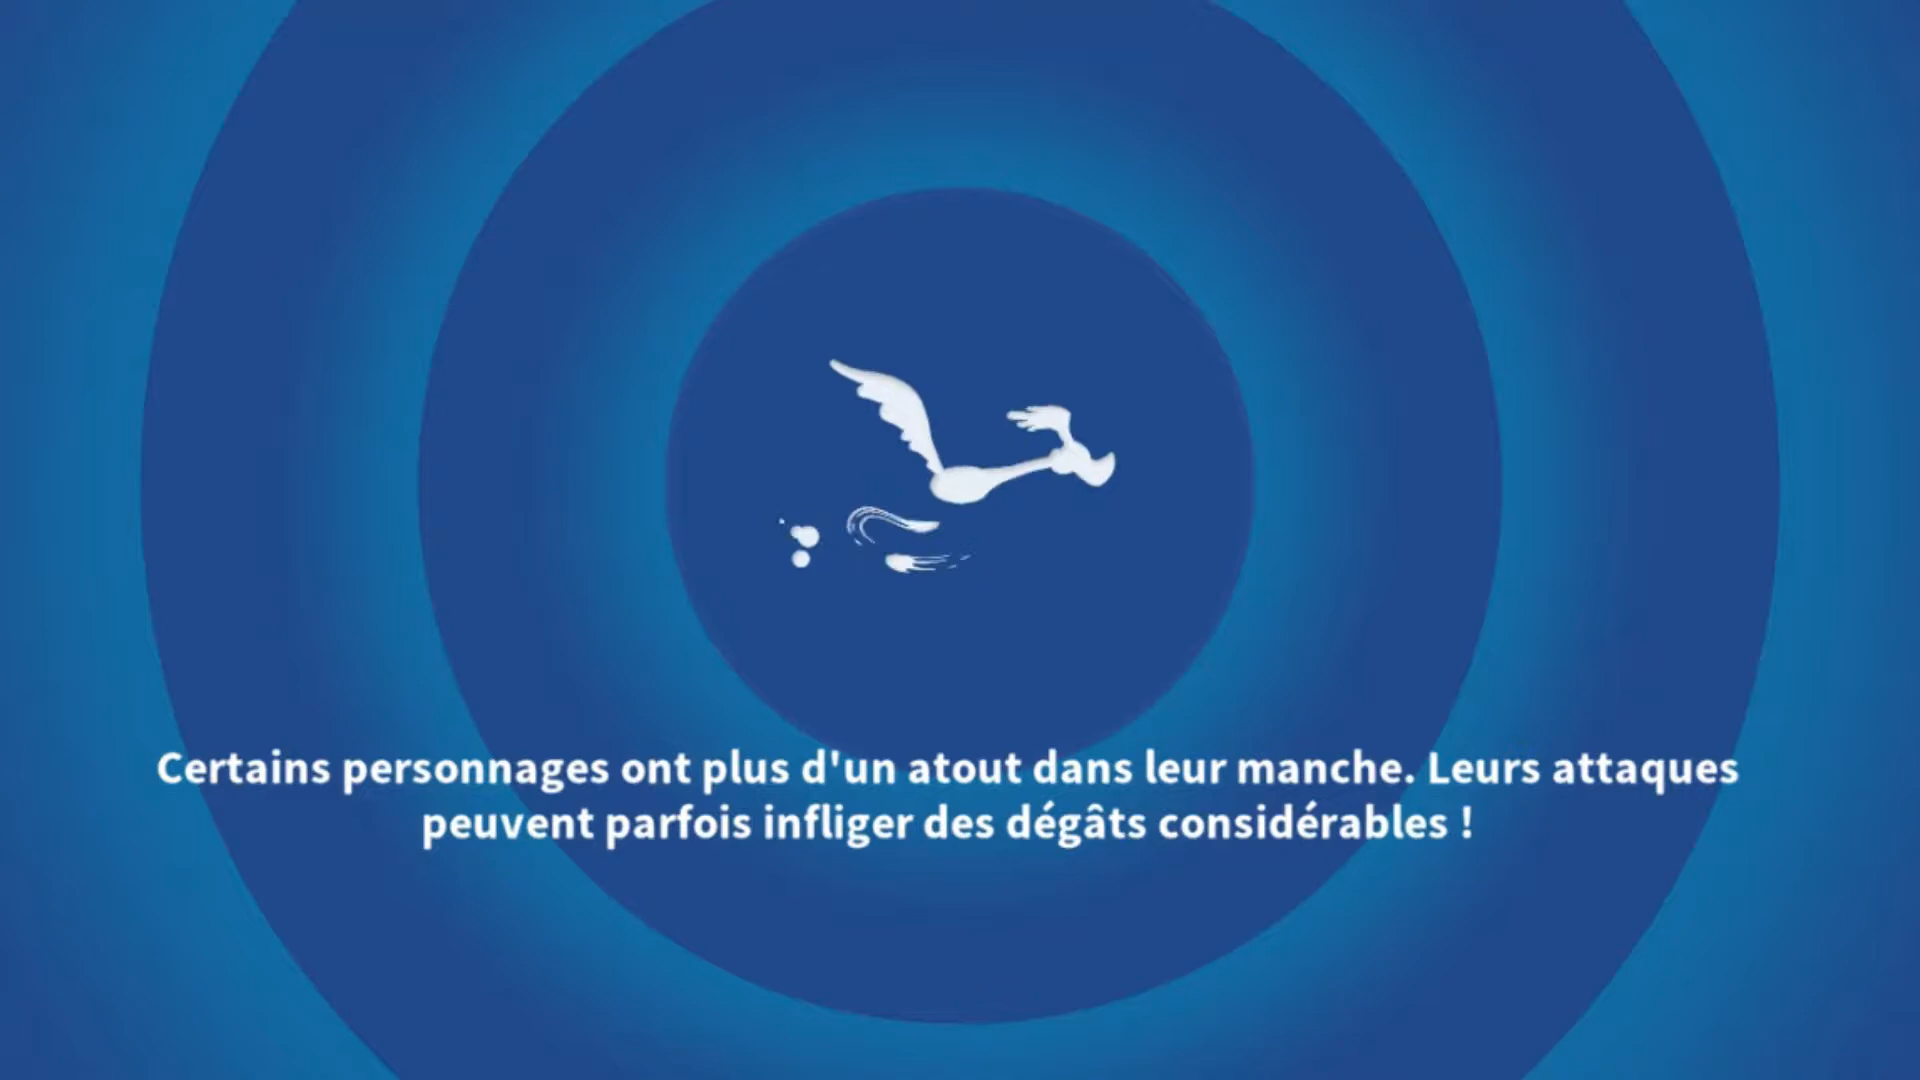 Certains personnages ont plus d'un atout dans leur manche. Leurs attaques
peuvent parfois infliger des dégâts considérables !